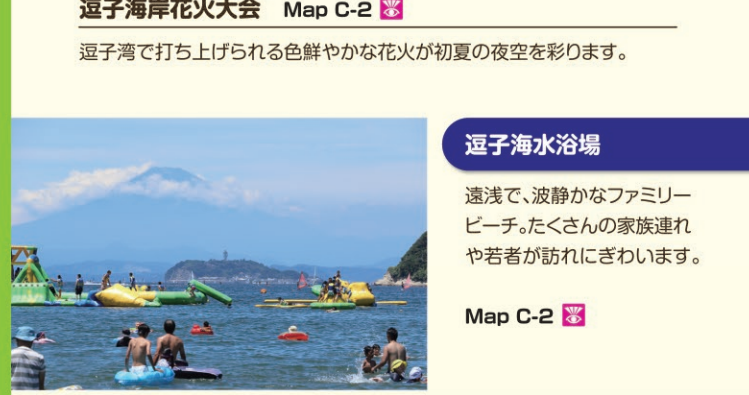 逗子海岸花火大会 Map C-2
逗子湾で打ち上げられる色鮮やかな花火が初夏の夜空を彩ります。
逗子海水浴場
遠浅で、波静かなファミリー
ビーチ。たくさんの家族連れ
や若者が訪れにぎわいます。
Map C-2